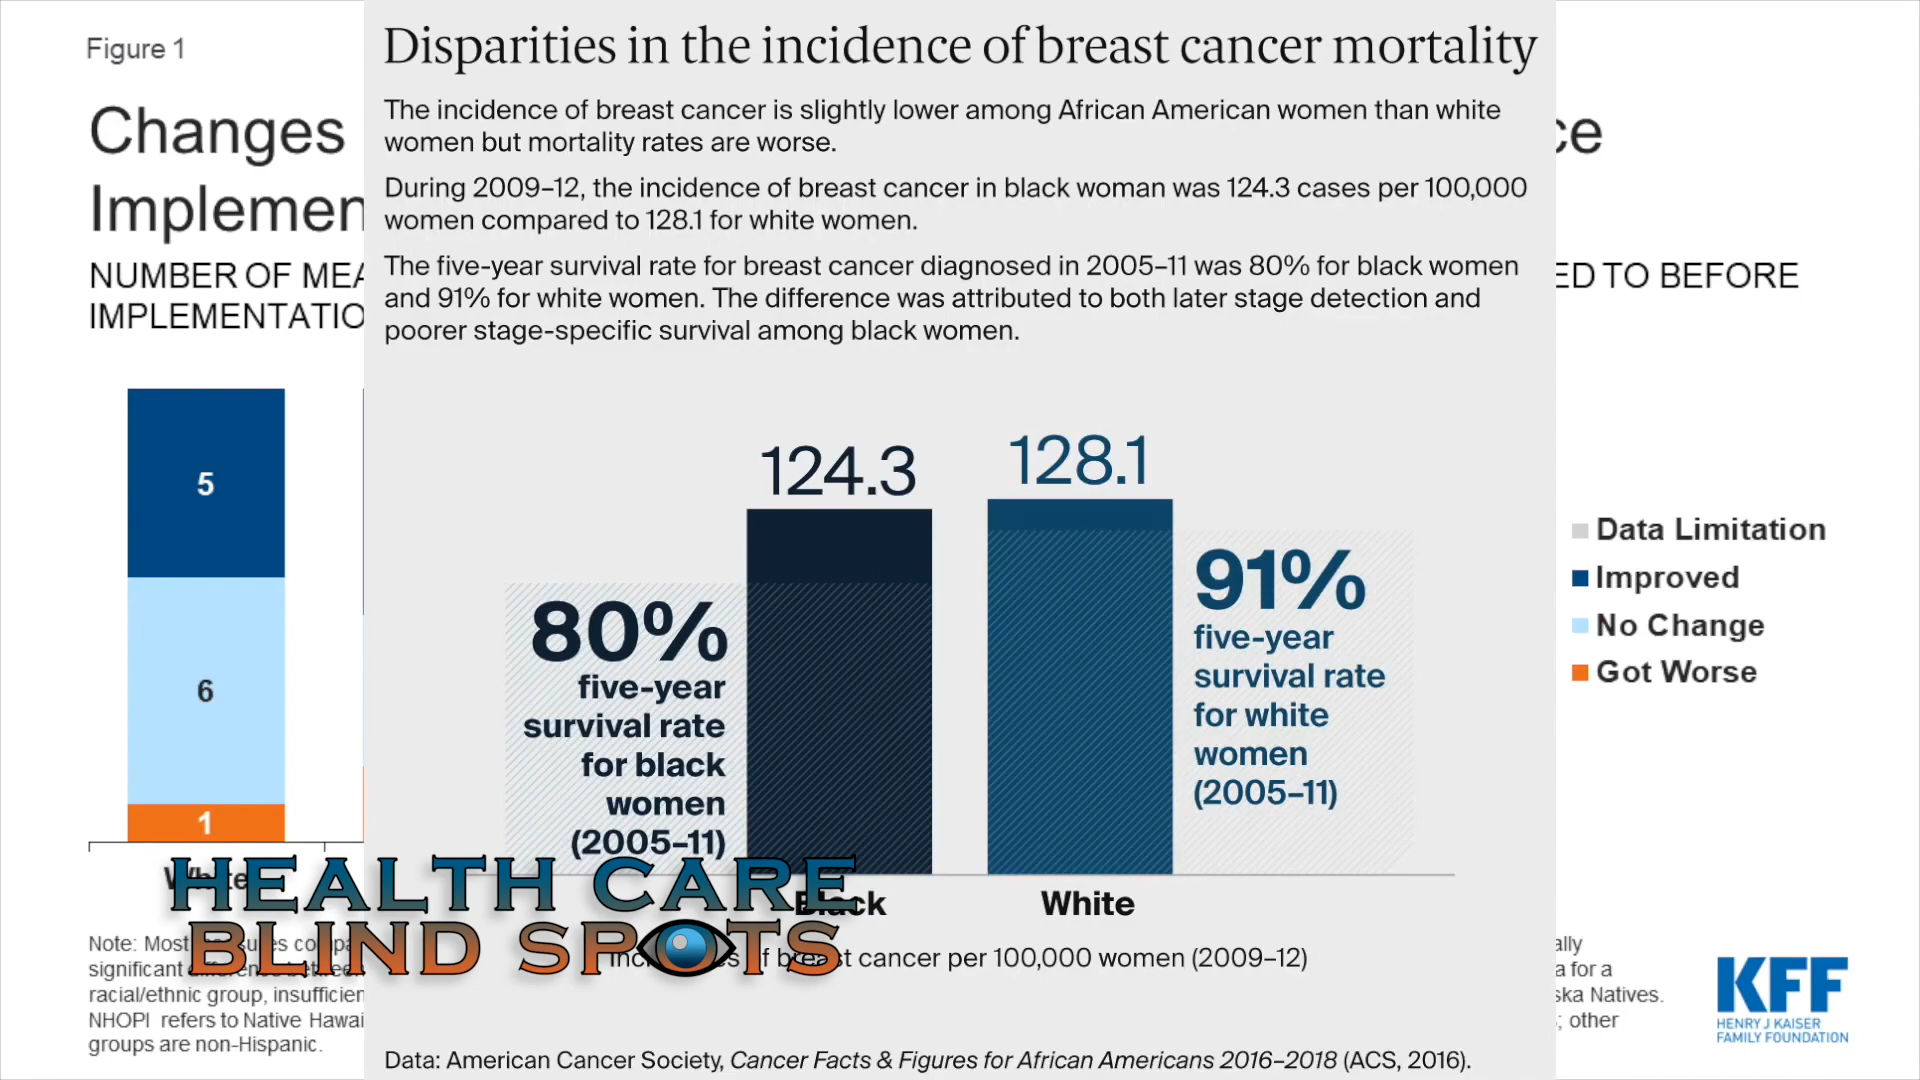 Figure 1
Changes
Implemen
NUMBER OF MEA
IMPLEMENTATIO
5
6
1
White
Note: Most
significant
racial/ethnic group, insufficien
NHOPI refers to Native Hawai
groups are non-Hispanic.
Disparities in the incidence of breast cancer mortality
The incidence of breast cancer is slightly lower among African American women than white
women but mortality rates are worse.
During 2009–12, the incidence of breast cancer in black woman was 124.3 cases per 100,000
women compared to 128.1 for white women.
The five-year survival rate for breast cancer diagnosed in 2005–11 was 80% for black women
and 91% for white women. The difference was attributed to both later stage detection and
poorer stage-specific survival among black women.
124.3
128.1
80%
five-year
survival rate
for black
women
(2005–11)
91%
five-year
survival rate
for white
women
(2005–11)
Black
White
of breast cancer per 100,000 women (2009–12)
Data: American Cancer Society, Cancer Facts & Figures for African Americans 2016–2018 (ACS, 2016).
HEALTH CARE
BLIND SPOTS
ce
ED TO BEFORE
Data Limitation
Improved
No Change
Got Worse
ally
a for a
ska Natives.
; other
KFF
HENRY J KAISER
FAMILY FOUNDATION